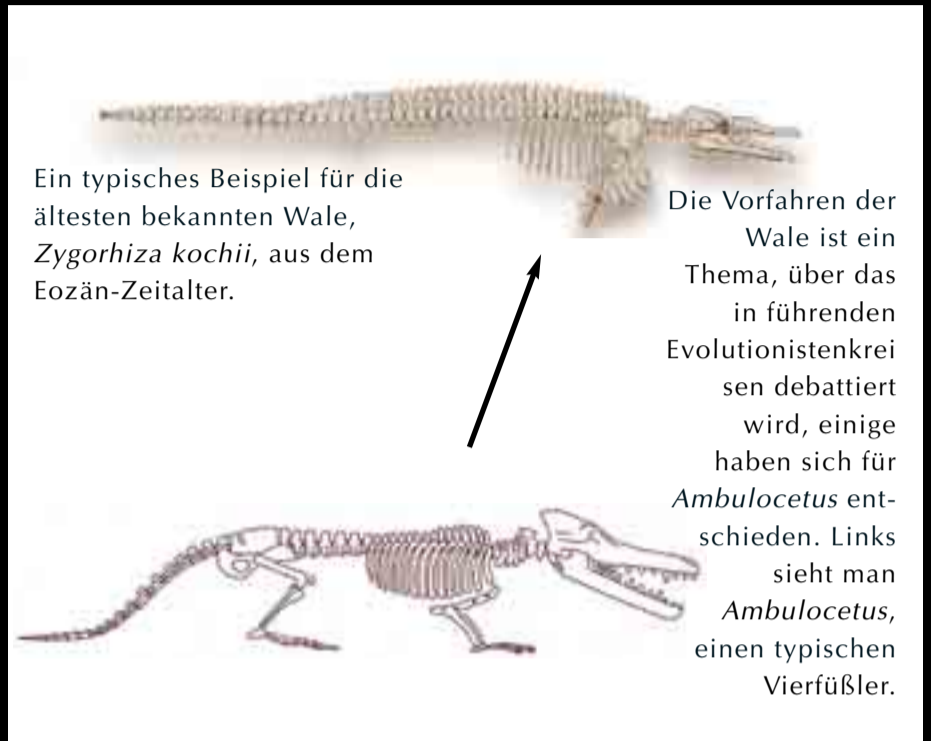 Ein typisches Beispiel für die
ältesten bekannten Wale,
Zygorhiza kochii, aus dem
Eozän-Zeitalter.
Die Vorfahren der
Wale ist ein
Thema, über das
in führenden
Evolutionistenkrei
sen debattiert
wird, einige
haben sich für
Ambulocetus ent-
schieden. Links
sieht man
Ambulocetus,
einen typischen
Vierfüßler.